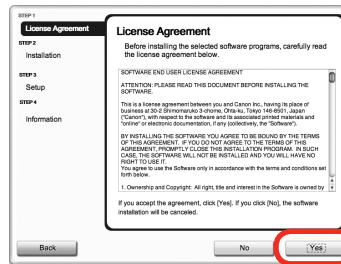 STEP 1
License Agreement
STEP 2
Installation
STEP 3
Setup
STEP 4
Information
License Agreement
Before installing the selected software programs, carefully read
the license agreement below.
SOFTWARE END USER LICENSE AGREEMENT
ATTENTION: PLEASE READ THIS DOCUMENT BEFORE INSTALLING THE
SOFTWARE.
This is a license agreement between you and Canon Inc., having its place of
business at 30-2 Shimomaruko 3-chome, Ohta-ku, Tokyo 146-8501, Japan
("Canon"), with respect to the software and its associated printed materials and
"online" or electronic documentation, if any (collectively, the "Software").
BY INSTALLING THE SOFTWARE YOU AGREE TO BE BOUND BY THE TERMS
OF THIS AGREEMENT. IF YOU DO NOT AGREE TO THE TERMS OF THIS
AGREEMENT, PROMPTLY CLOSE THIS INSTALLATION PROGRAM. IN SUCH
CASE, THE SOFTWARE WILL NOT BE INSTALLED AND YOU WILL HAVE NO
RIGHT TO USE IT.
You agree to use the Software only in accordance with the terms and conditions set
forth below.
1. Ownership and Copyright: All right, title and interest in the Software is owned by
If you accept the agreement, click [Yes]. If you click [No], the software
installation will be canceled.
Back
No
Yes